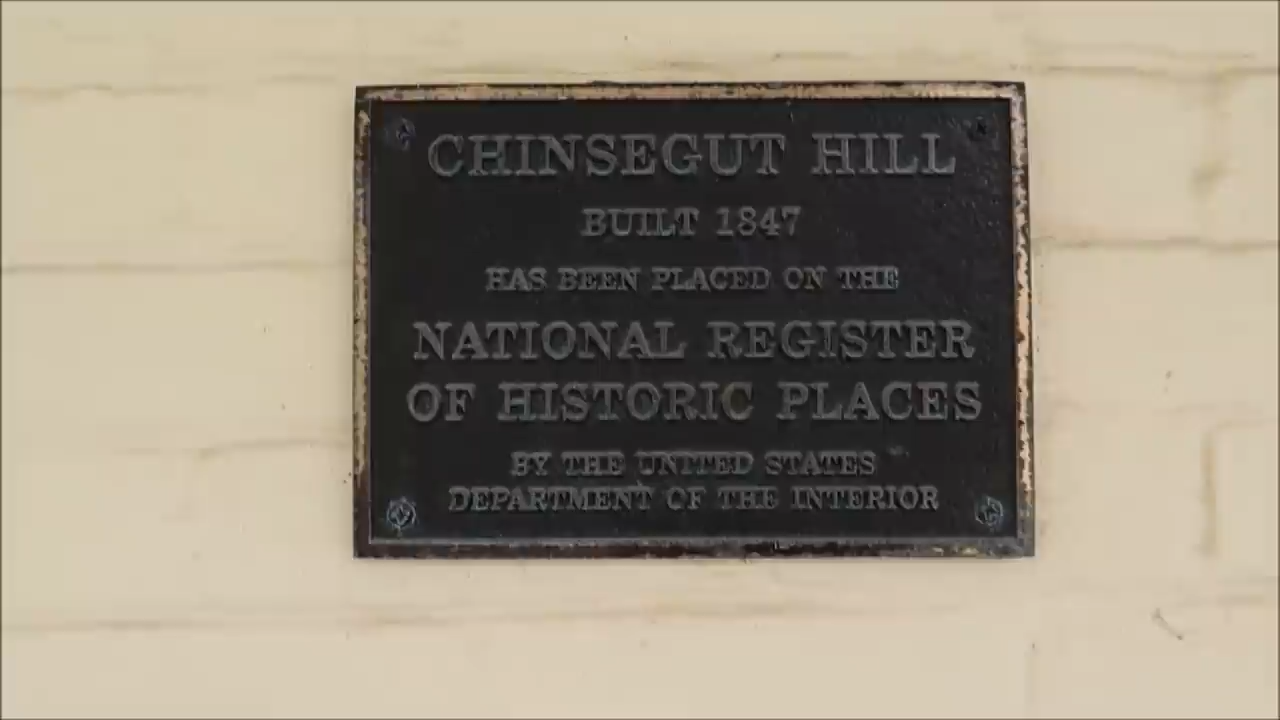 CHINSEGUT HILL
BUILT 1847
HAS BEEN PLACED ON THE
NATIONAL REGISTER
OF HISTORIC PLACES
BY THE UNITED STATES
DEPARTMENT OF THE INTERIOR